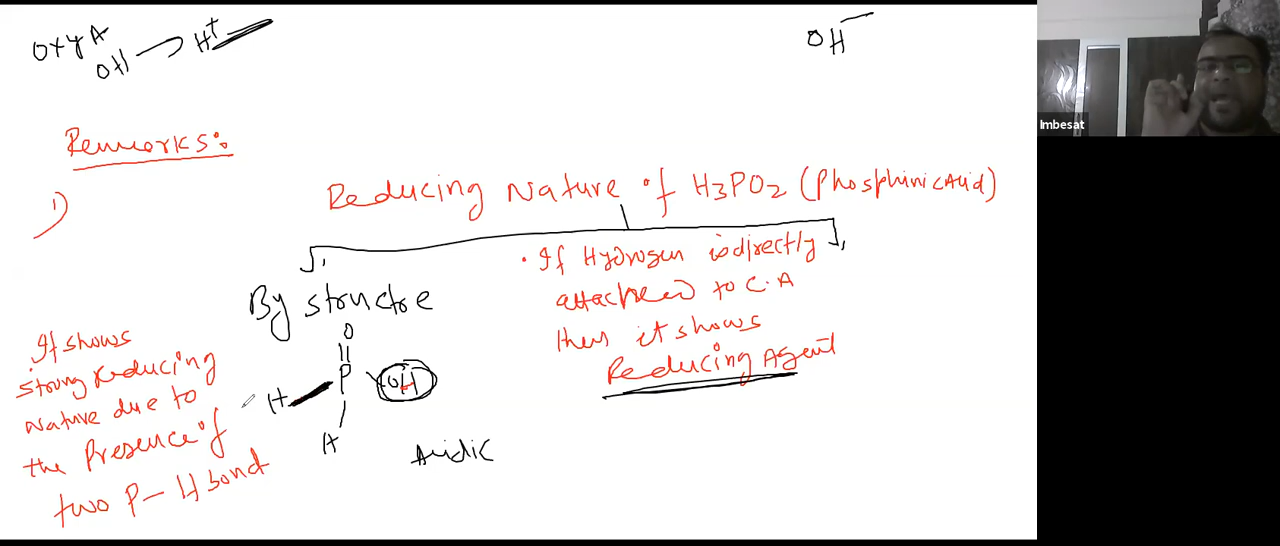 OXYA
OH → H+
OH-
Imbesat
Remarks:
1)
Reducing Nature of H3PO2 (Phosphinic Acid)
By structre
O
||
H P OH
H
Acidic
• If Hydrogen is directly
attached to C.A
then it shows
Reducing Agent
It shows
strong reducing
nature due to
the Presence of
two P-H bond